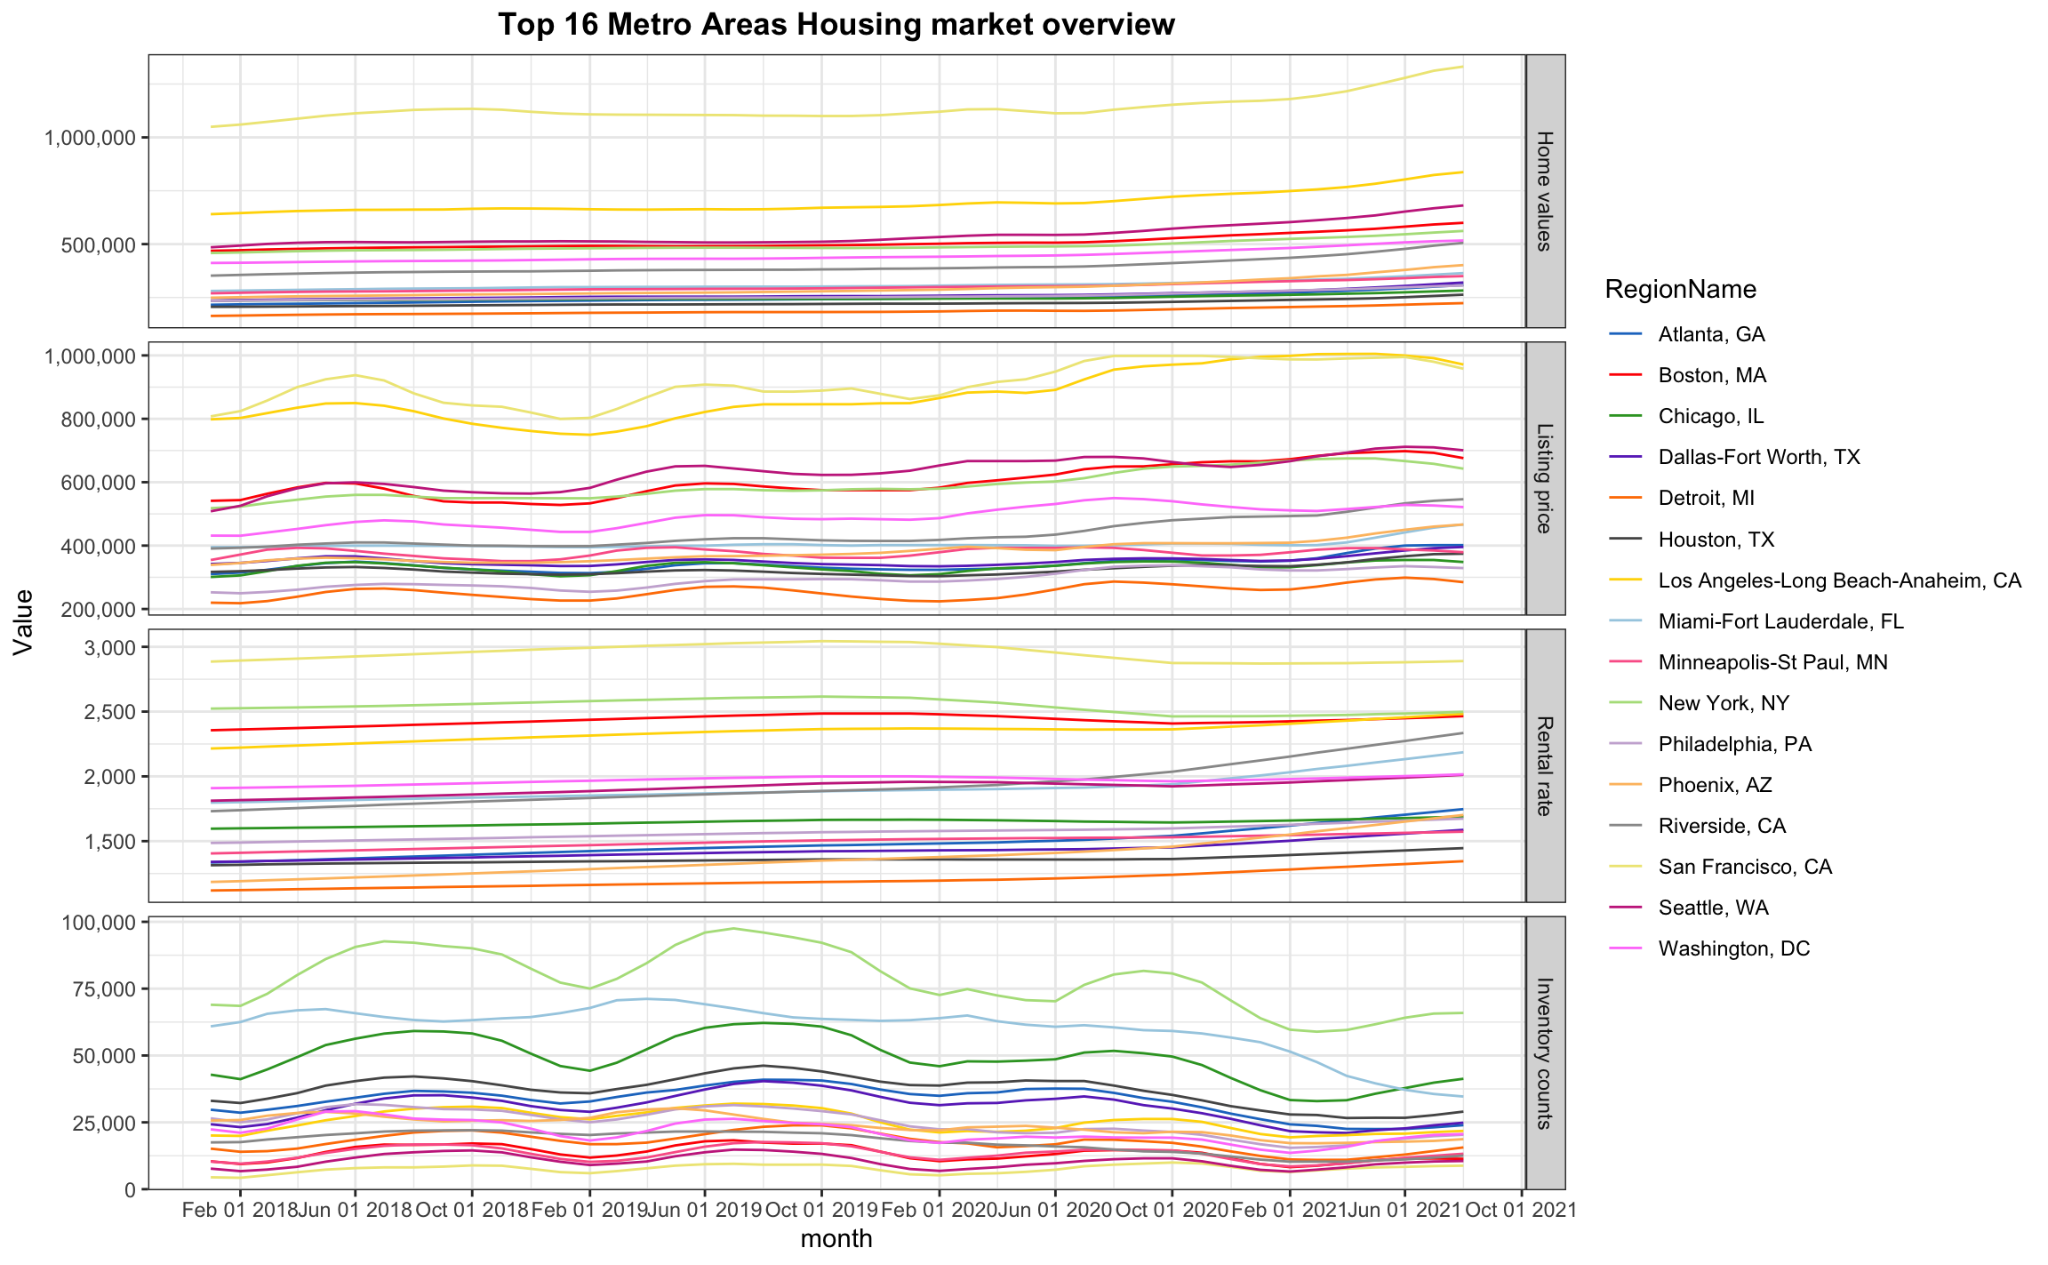 Top 16 Metro Areas Housing market overview
1,000,000
500,000
Home values
1,000,000
800,000
600,000
400,000
200,000
Listing price
3,000
2,500
2,000
1,500
Rental rate
100,000
75,000
50,000
25,000
0
Inventory counts
Value
Feb 01 2018 Jun 01 2018 Oct 01 2018 Feb 01 2019 Jun 01 2019 Oct 01 2019 Feb 01 2020 Jun 01 2020 Oct 01 2020 Feb 01 2021 Jun 01 2021 Oct 01 2021
month
RegionName
Atlanta, GA
Boston, MA
Chicago, IL
Dallas-Fort Worth, TX
Detroit, MI
Houston, TX
Los Angeles-Long Beach-Anaheim, CA
Miami-Fort Lauderdale, FL
Minneapolis-St Paul, MN
New York, NY
Philadelphia, PA
Phoenix, AZ
Riverside, CA
San Francisco, CA
Seattle, WA
Washington, DC